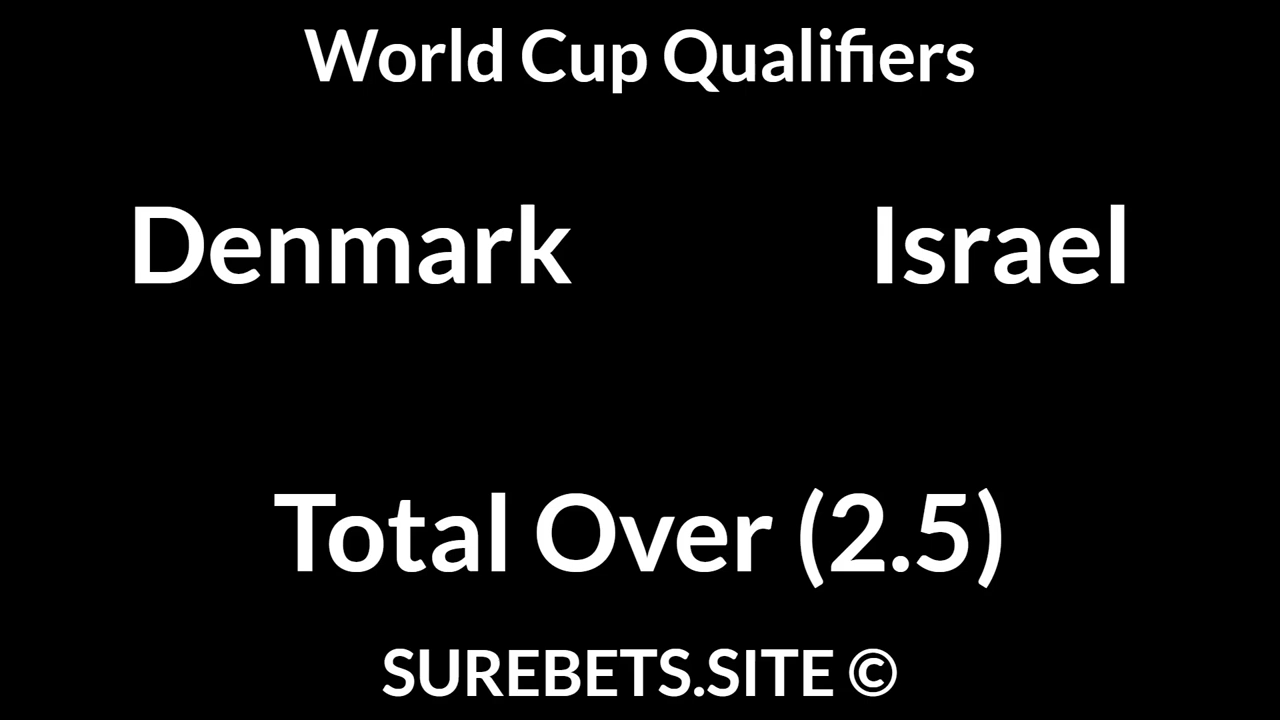 World Cup Qualifiers
Denmark Israel
Total Over (2.5)
SUREBETS.SITE ©